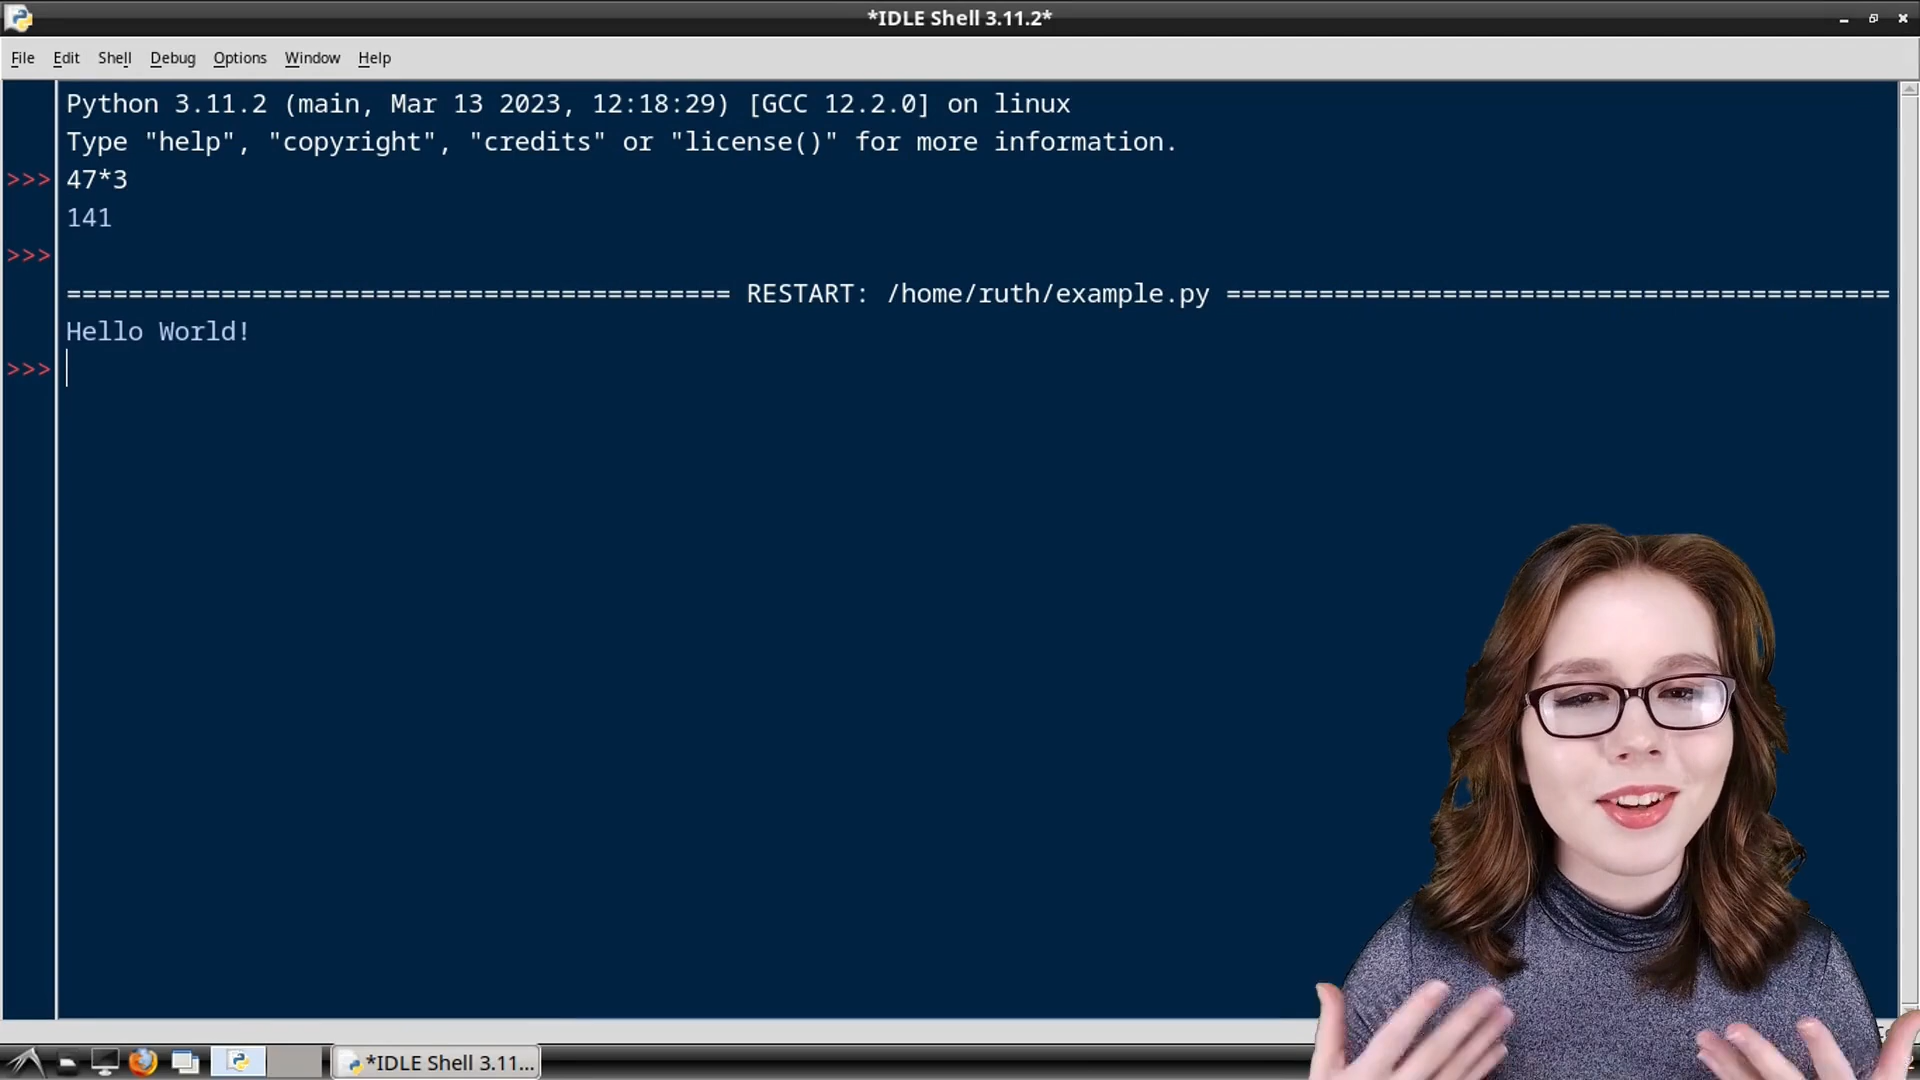 *IDLE Shell 3.11.2*
File Edit Shell Debug Options Window Help
Python 3.11.2 (main, Mar 13 2023, 12:18:29) [GCC 12.2.0] on linux
Type "help", "copyright", "credits" or "license()" for more information.
>>> 47*3
141
>>>
=========================================== RESTART: /home/ruth/example.py ===========================================
Hello World!
>>>
*IDLE Shell 3.11...